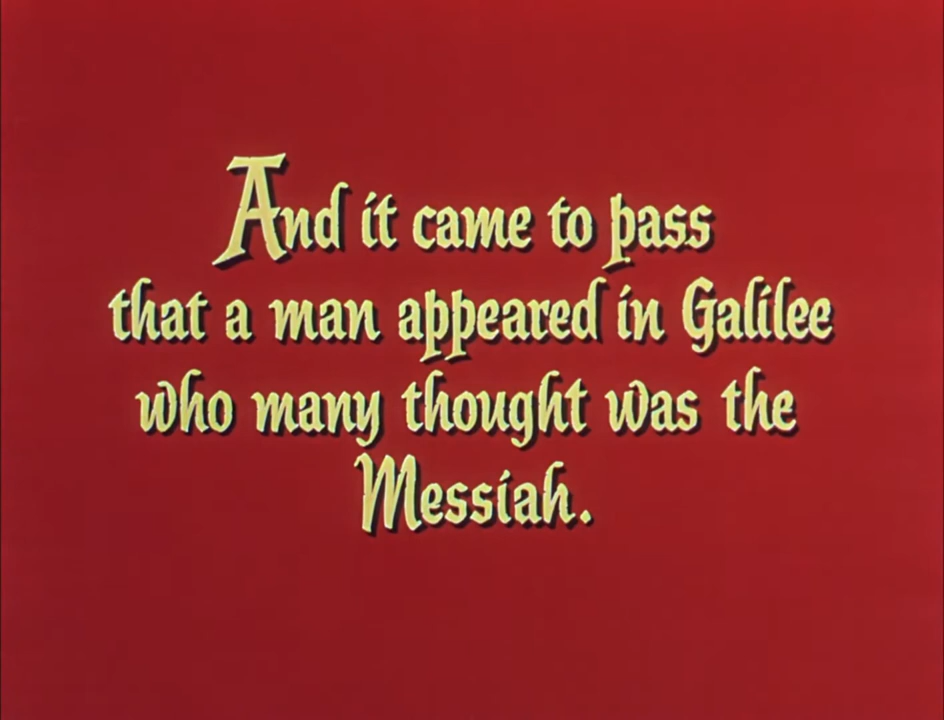 And it came to pass
that a man appeared in Galilee
who many thought was the
Messiah.